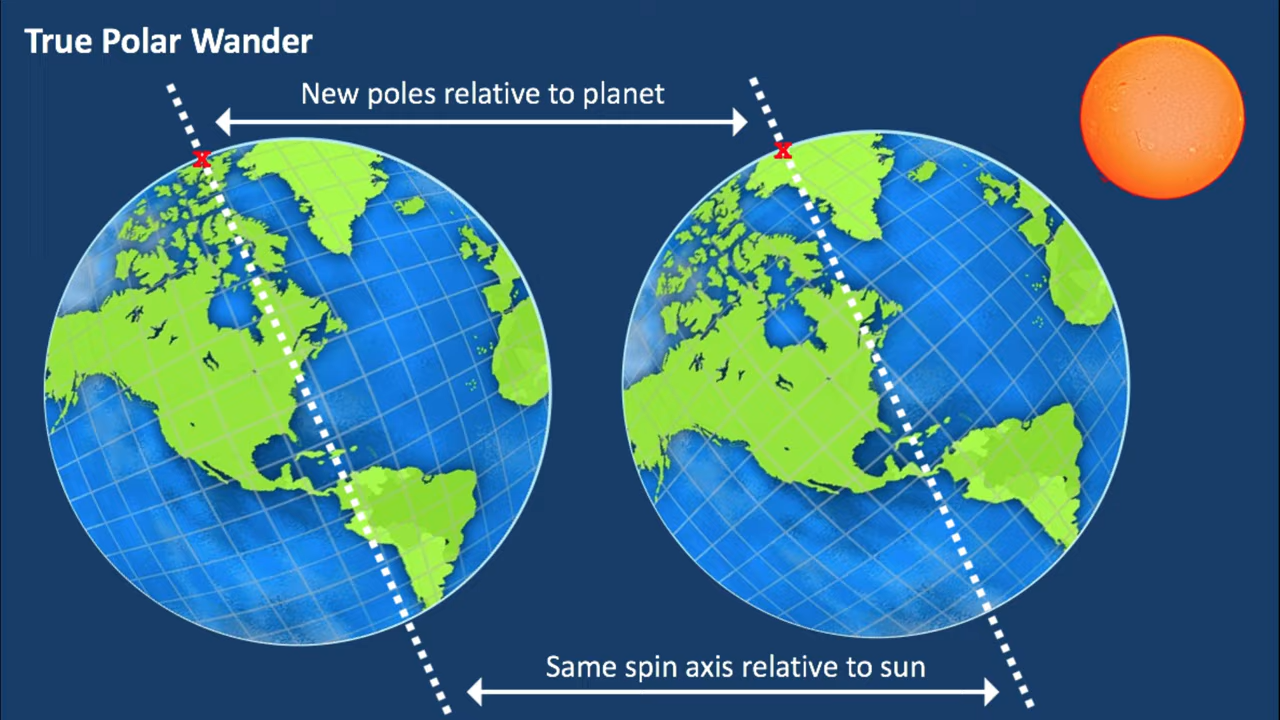 True Polar Wander
New poles relative to planet
x
x
Same spin axis relative to sun